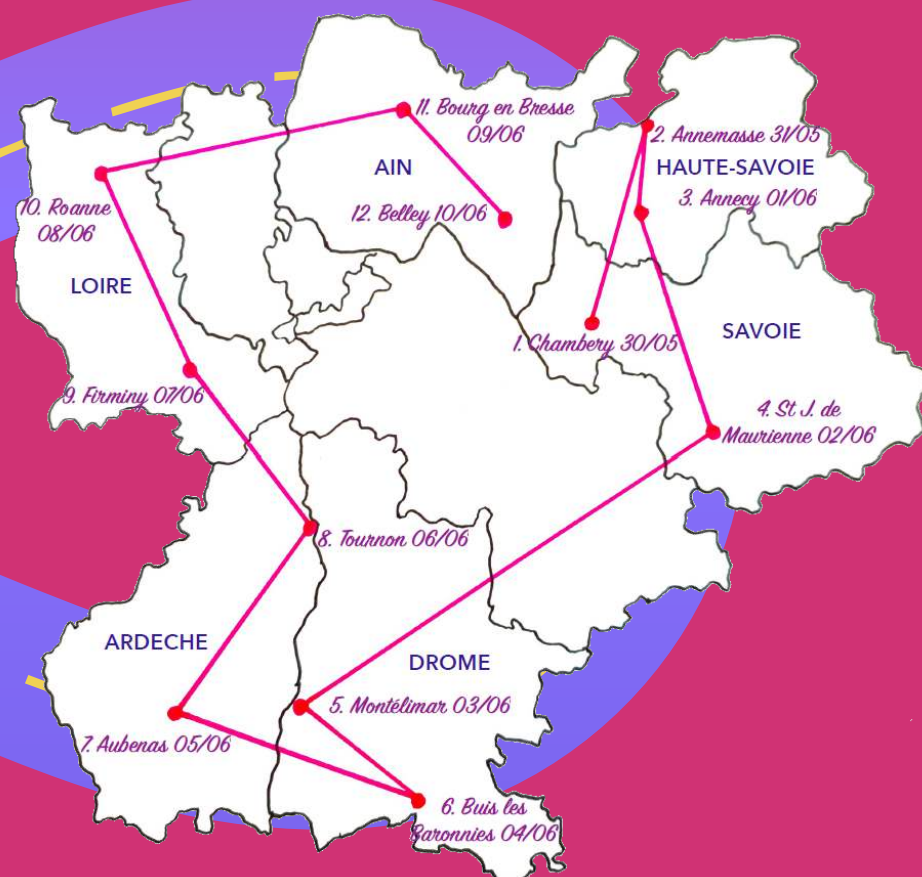 11. Bourg en Bresse
09/06
2. Annemasse 31/05
AIN
HAUTE-SAVOIE
3. Annecy 01/06
10. Roanne
08/06
12. Belley 10/06
LOIRE
1. Chambery 30/05
SAVOIE
9. Firminy 07/06
4. St J. de
Maurienne 02/06
8. Tournon 06/06
ARDECHE
DROME
5. Montélimar 03/06
7. Aubenas 05/06
6. Buis les
Baronnies 04/06